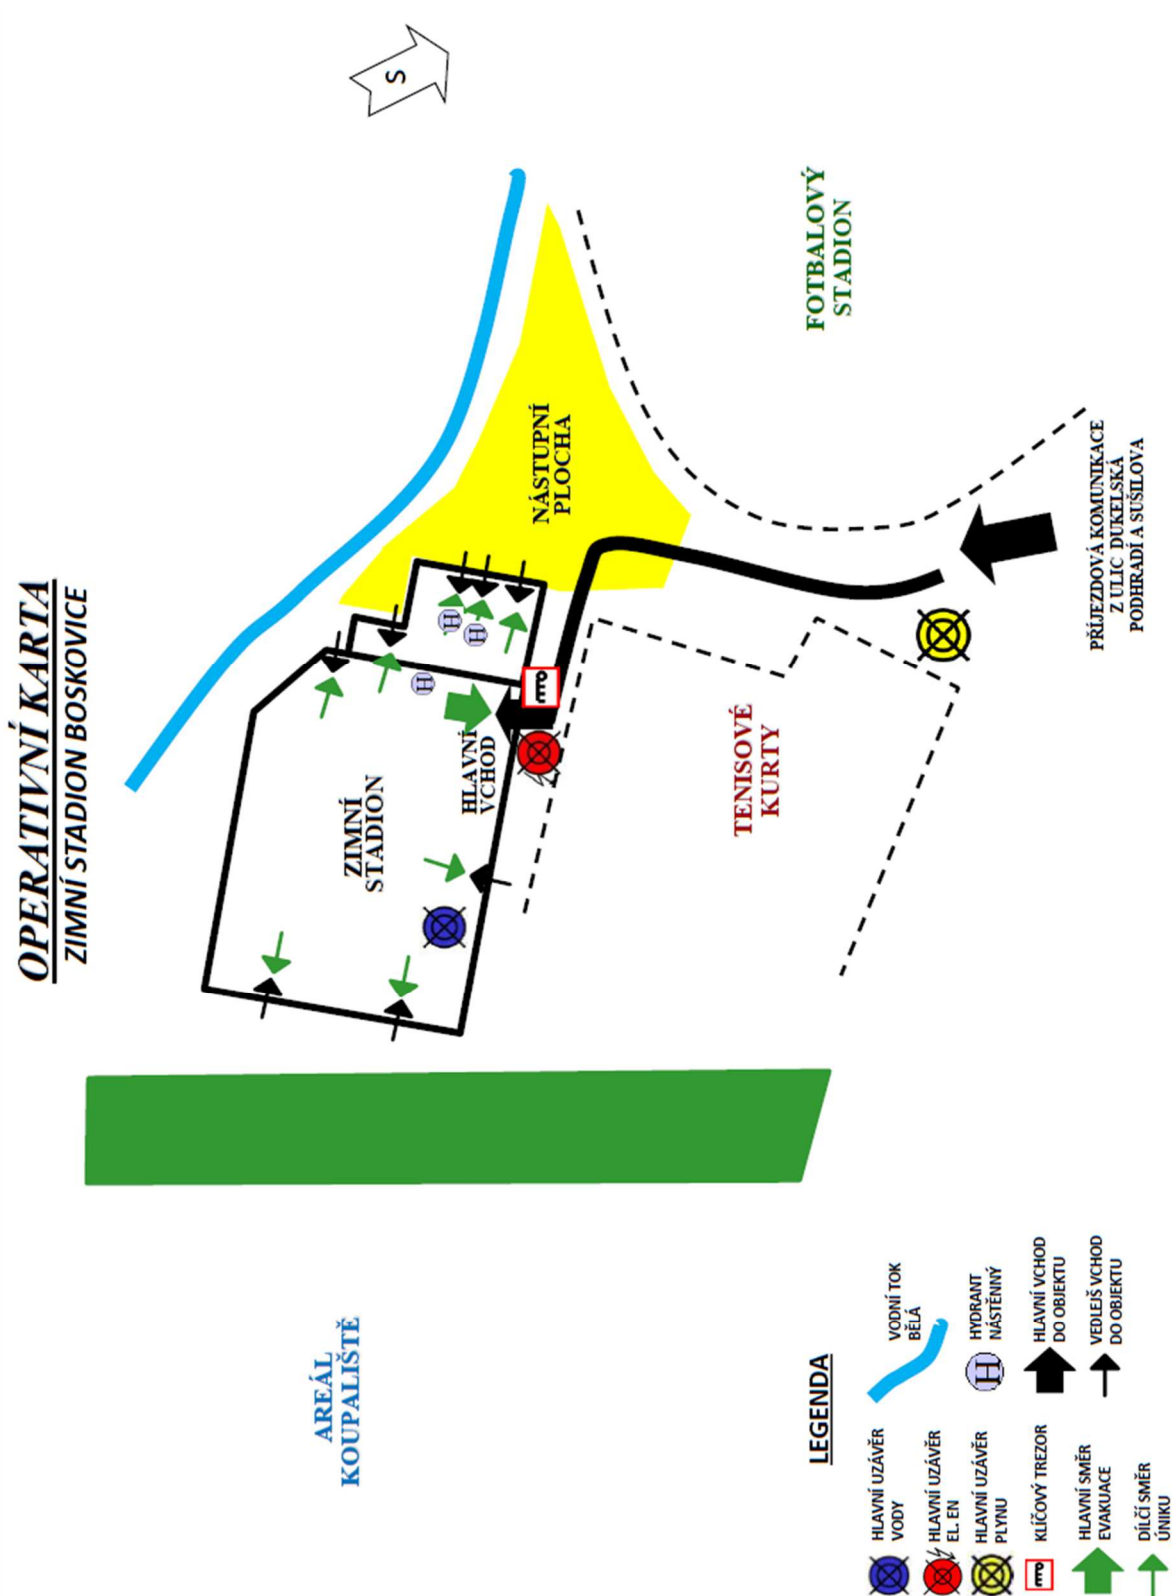 OPERATIVNÍ KARTA
ZIMNÍ STADION BOSKOVICE
S
FOTBALOVÝ
STADION
NÁSTUPNÍ
PLOCHA
PŘÍJEZDOVÁ KOMUNIKACE
Z ULIC DUKELSKÁ
PODHRADÍ A SUŠILOVA
H
H
H
HLAVNÍ
VCHOD
ZIMNÍ
STADION
TENISOVÉ
KURTY
AREÁL
KOUPALIŠTĚ
LEGENDA
HLAVNÍ UZÁVĚR
VODY
HLAVNÍ UZÁVĚR
EL. EN
HLAVNÍ UZÁVĚR
PLYNU
KLÍČOVÝ TREZOR
HLAVNÍ SMĚR
EVAKUACE
DÍLČÍ SMĚR
ÚNIKU
VODNÍ TOK
BĚLÁ
H
HYDRANT
NÁSTĚNNÝ
HLAVNÍ VCHOD
DO OBJEKTU
VEDLEJŠ VCHOD
DO OBJEKTU